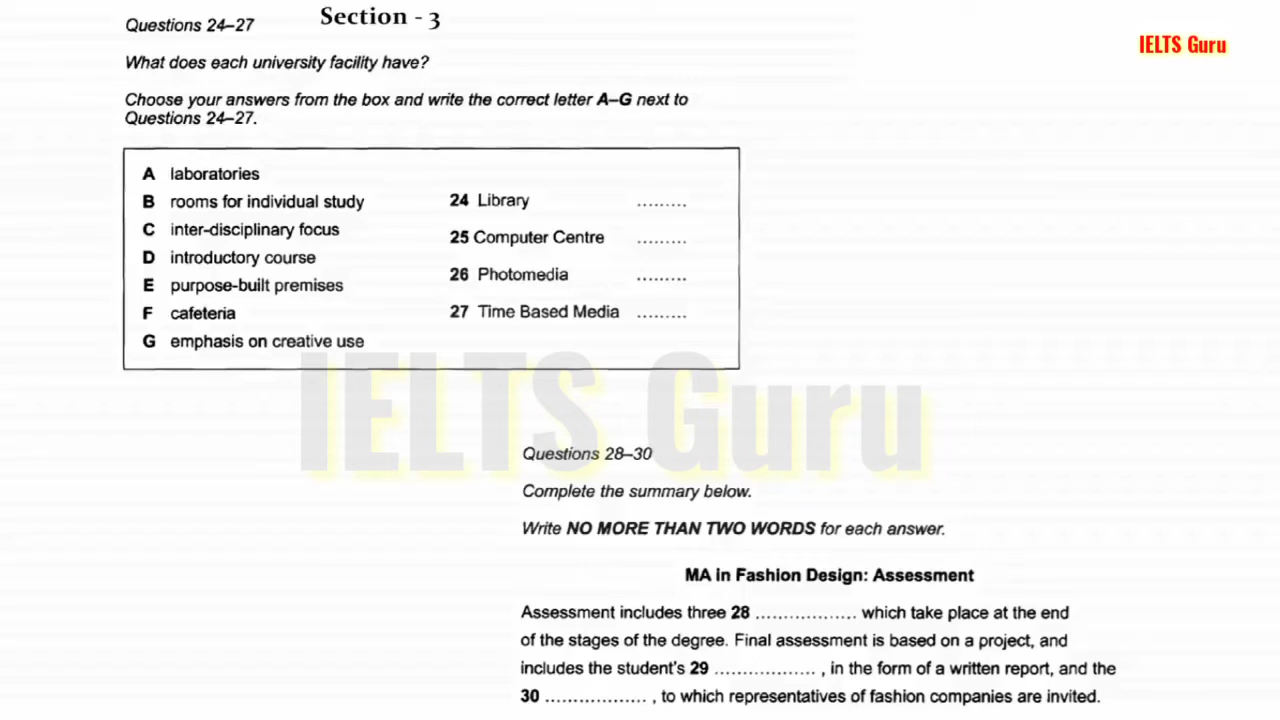 Section - 3
IELTS Guru
Questions 24–27
What does each university facility have?
Choose your answers from the box and write the correct letter A–G next to
Questions 24–27.
A laboratories
B rooms for individual study
C inter-disciplinary focus
D introductory course
E purpose-built premises
F cafeteria
G emphasis on creative use
24 Library .........
25 Computer Centre .........
26 Photomedia .........
27 Time Based Media .........
IELTS Guru
Questions 28–30
Complete the summary below.
Write NO MORE THAN TWO WORDS for each answer.
MA in Fashion Design: Assessment
Assessment includes three 28 .................. which take place at the end
of the stages of the degree. Final assessment is based on a project, and
includes the student's 29 .................. , in the form of a written report, and the
30 .................. , to which representatives of fashion companies are invited.